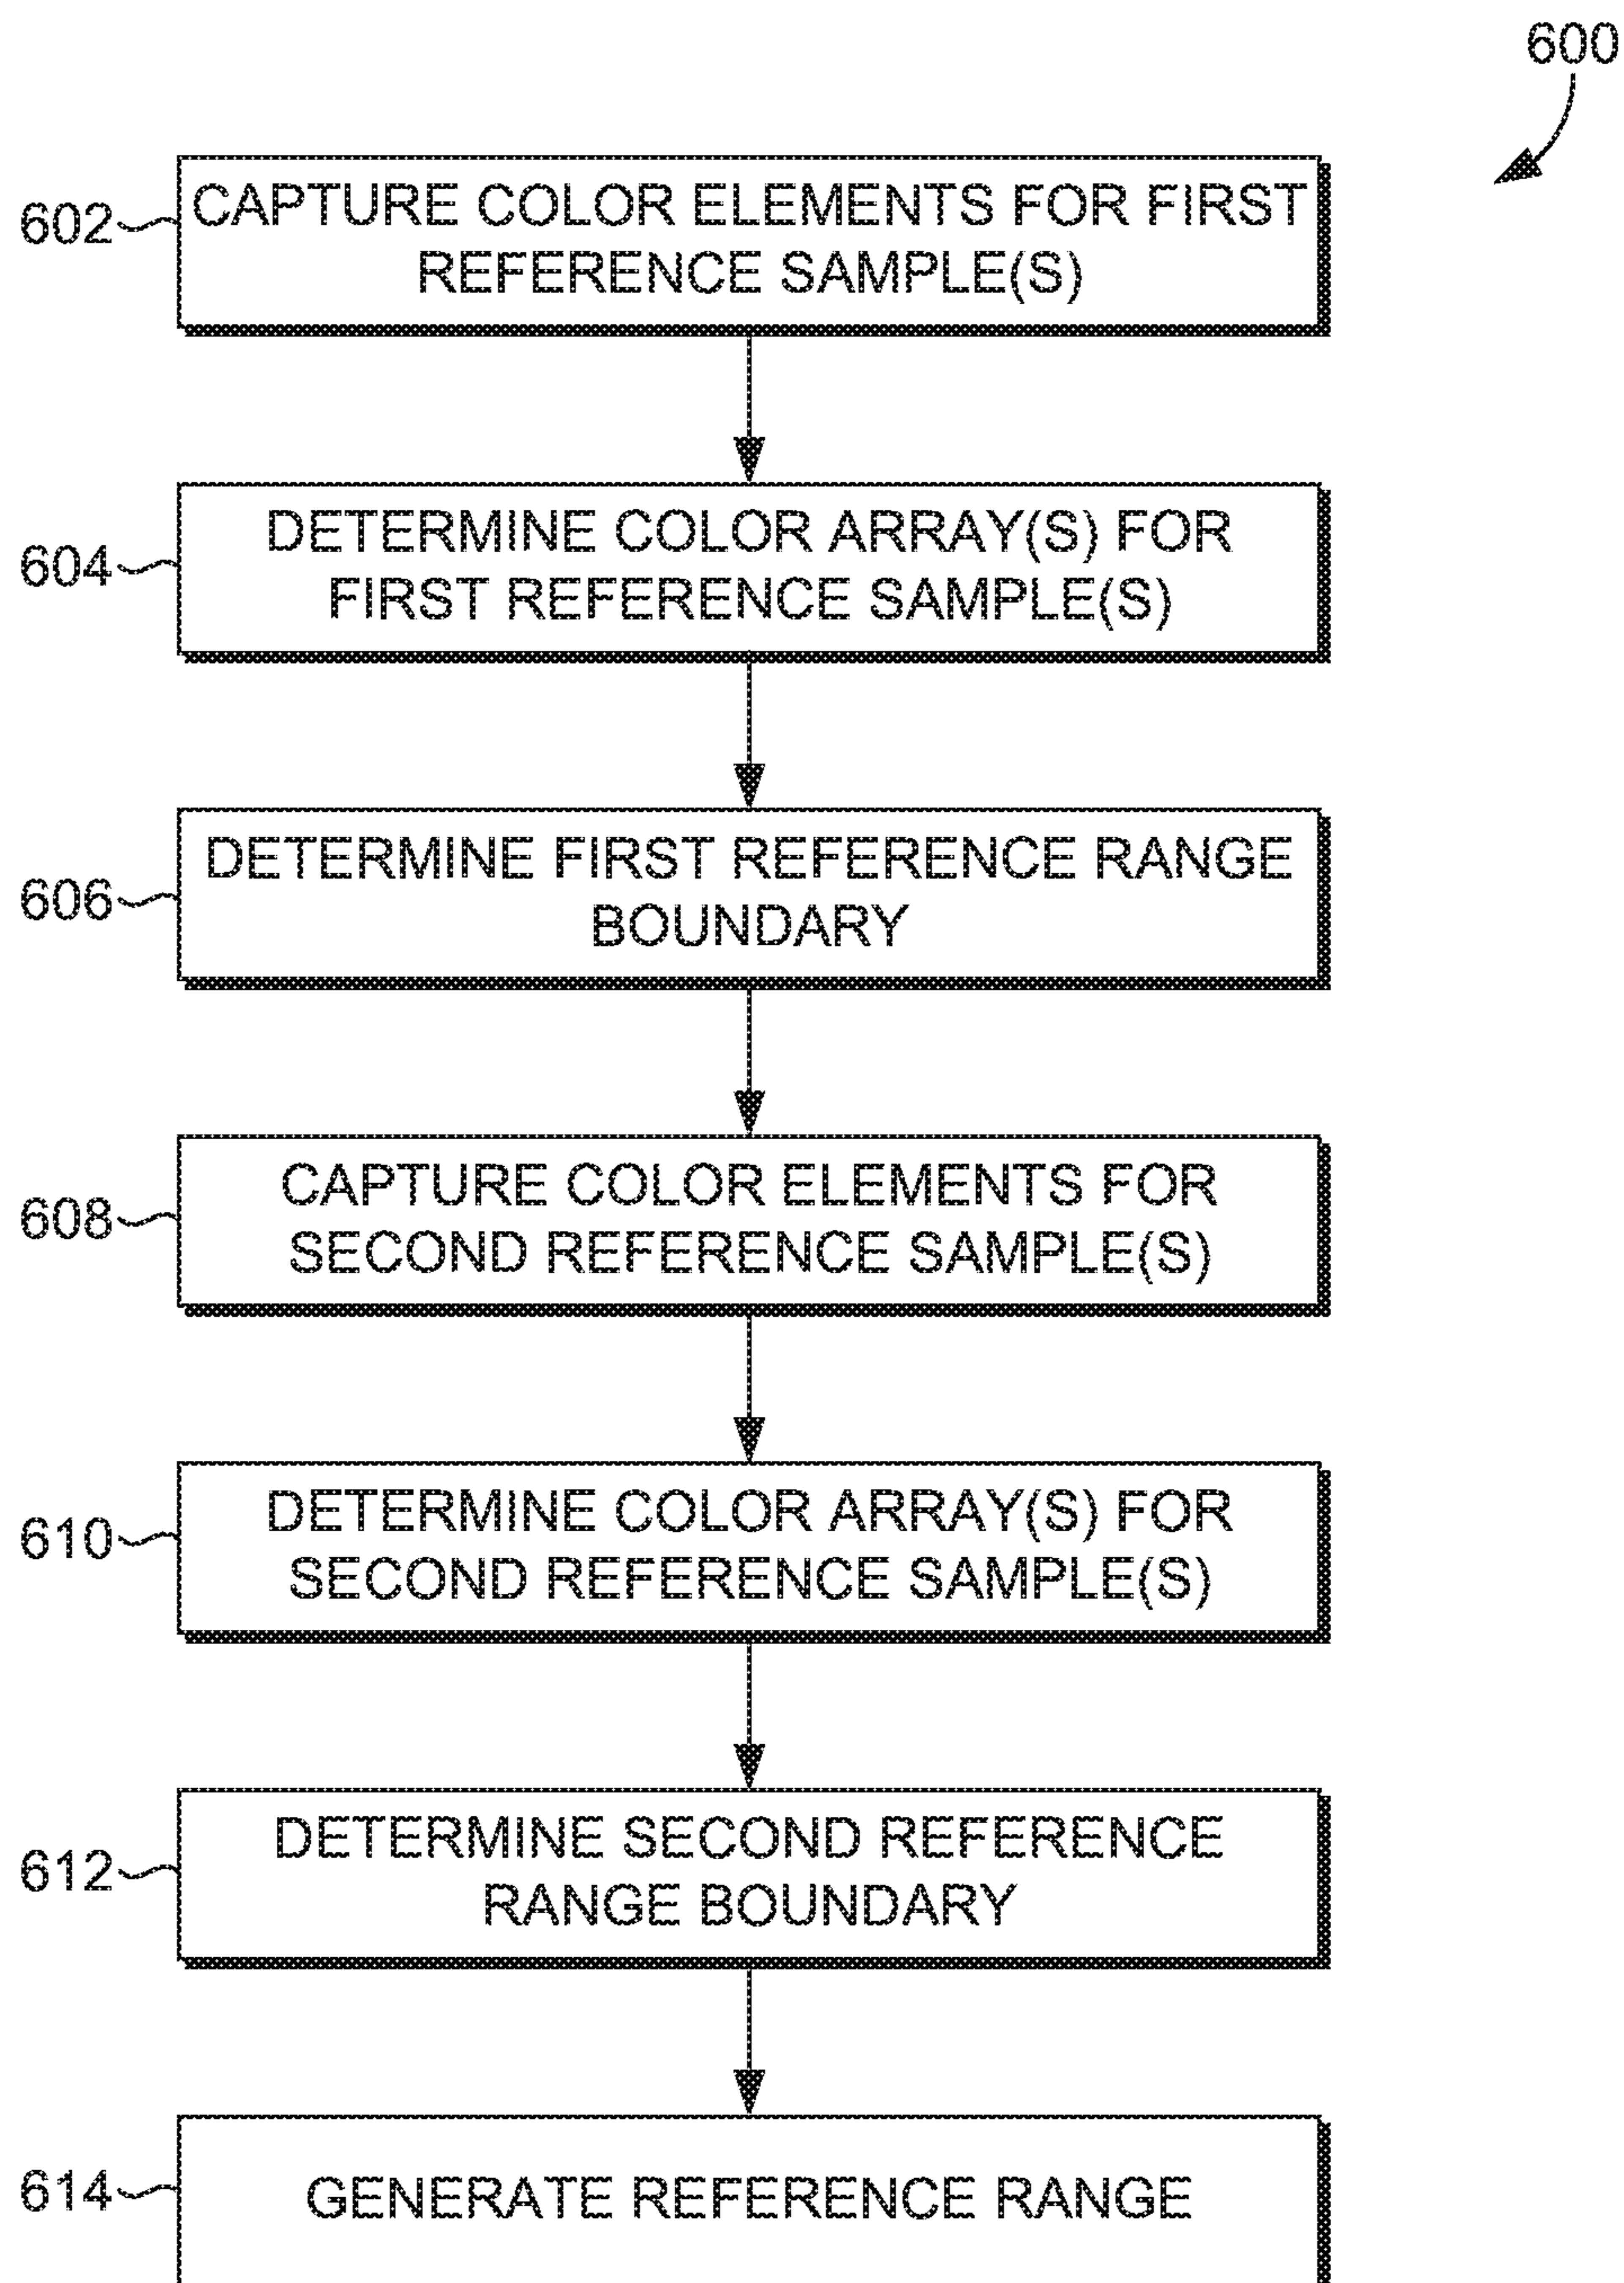 600
602
CAPTURE COLOR ELEMENTS FOR FIRST
REFERENCE SAMPLE(S)
604
DETERMINE COLOR ARRAY(S) FOR
FIRST REFERENCE SAMPLE(S)
606
DETERMINE FIRST REFERENCE RANGE
BOUNDARY
608
CAPTURE COLOR ELEMENTS FOR
SECOND REFERENCE SAMPLE(S)
610
DETERMINE COLOR ARRAY(S) FOR
SECOND REFERENCE SAMPLE(S)
612
DETERMINE SECOND REFERENCE
RANGE BOUNDARY
614
GENERATE REFERENCE RANGE